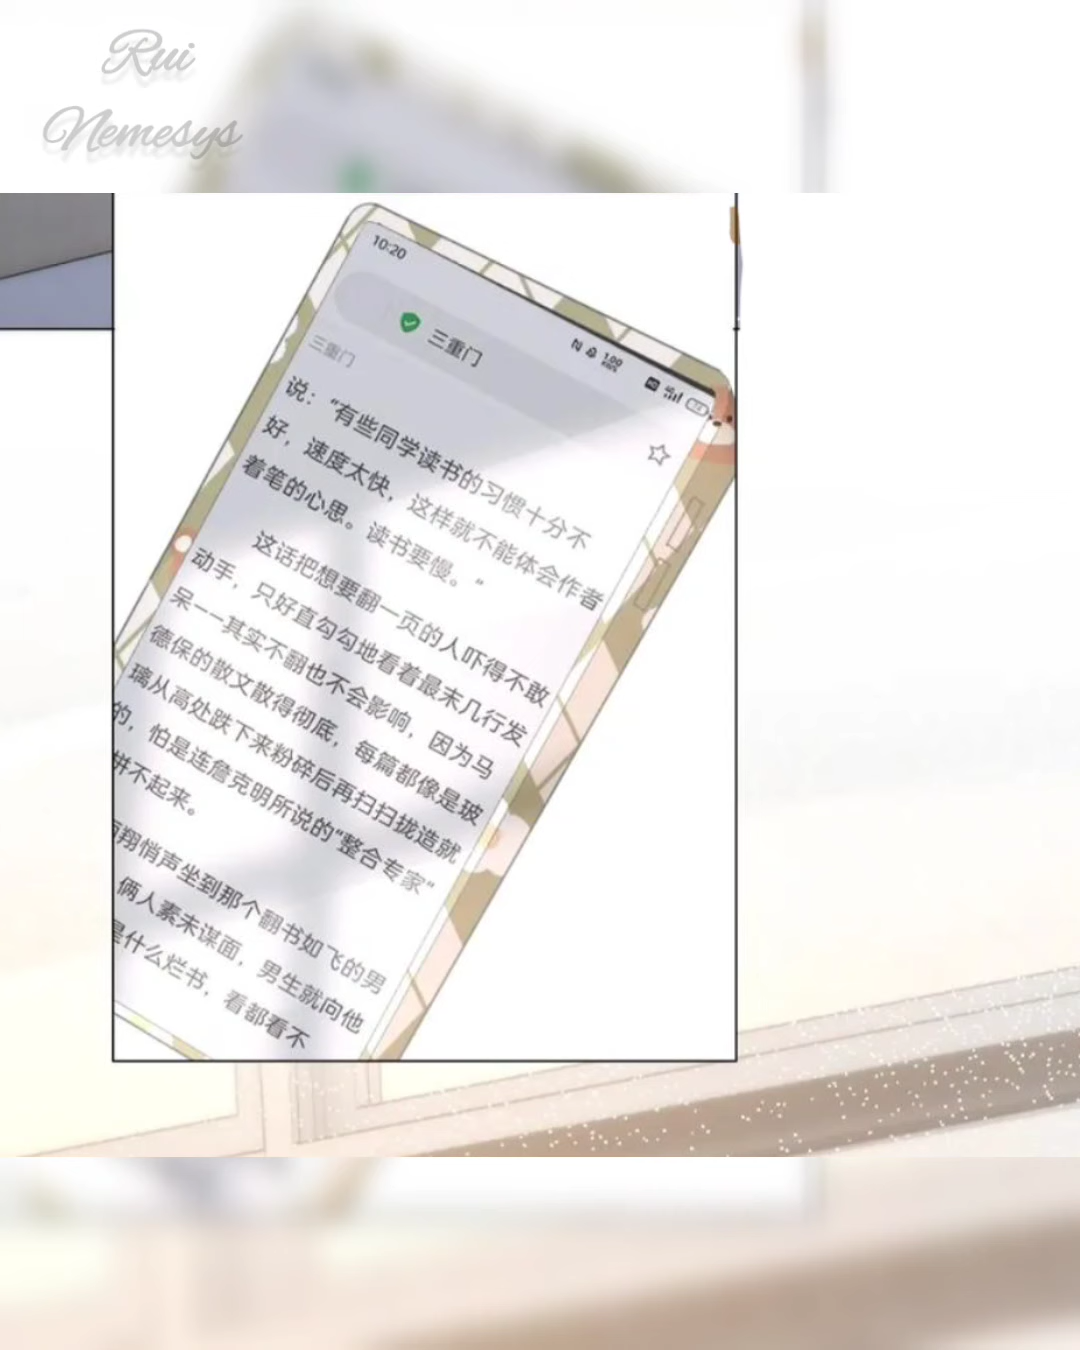 Rui
Nemesys
10:20
三重门
1.00
三重门
说：“有些同学读书的习惯十分不
好，速度太快，这样就不能体会作者
着笔的心思。读书要慢。”
这话把想要翻一页的人吓得不敢
动手，只好直勾勾地看着最末几行发
呆——其实不翻也不会影响，因为马
德保的散文散得彻底，每篇都像是玻
璃从高处跌下来粉碎后再扫扫拢造就
的，怕是连詹克明所说的“整合专家”
拼不起来。
翔悄声坐到那个翻书如飞的男
俩人素未谋面，男生就向他
是什么烂书，看都看不